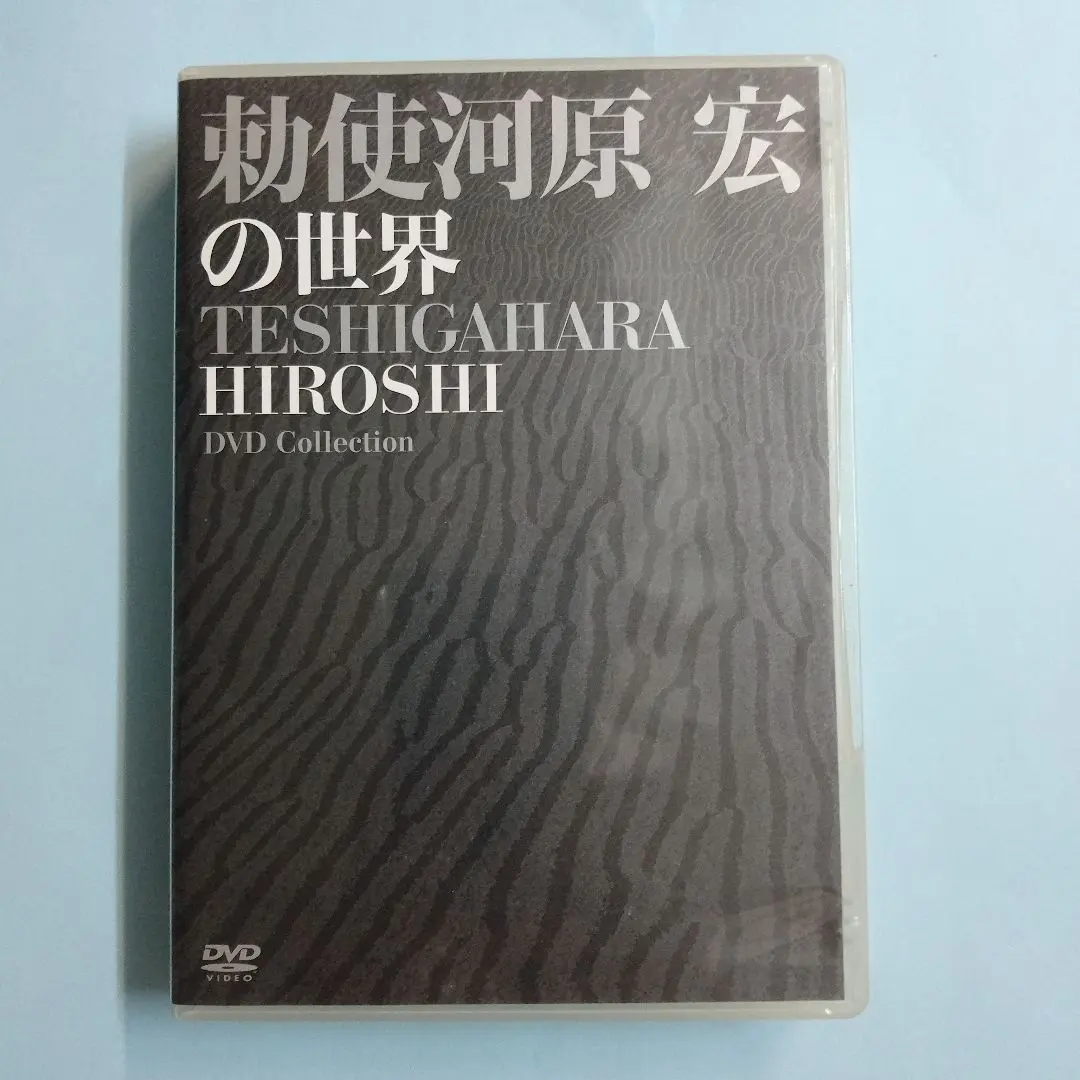 勅使河原 宏
の世界
TESHIGAHARA
HIROSHI
DVD Collection
DVD
VIDEO